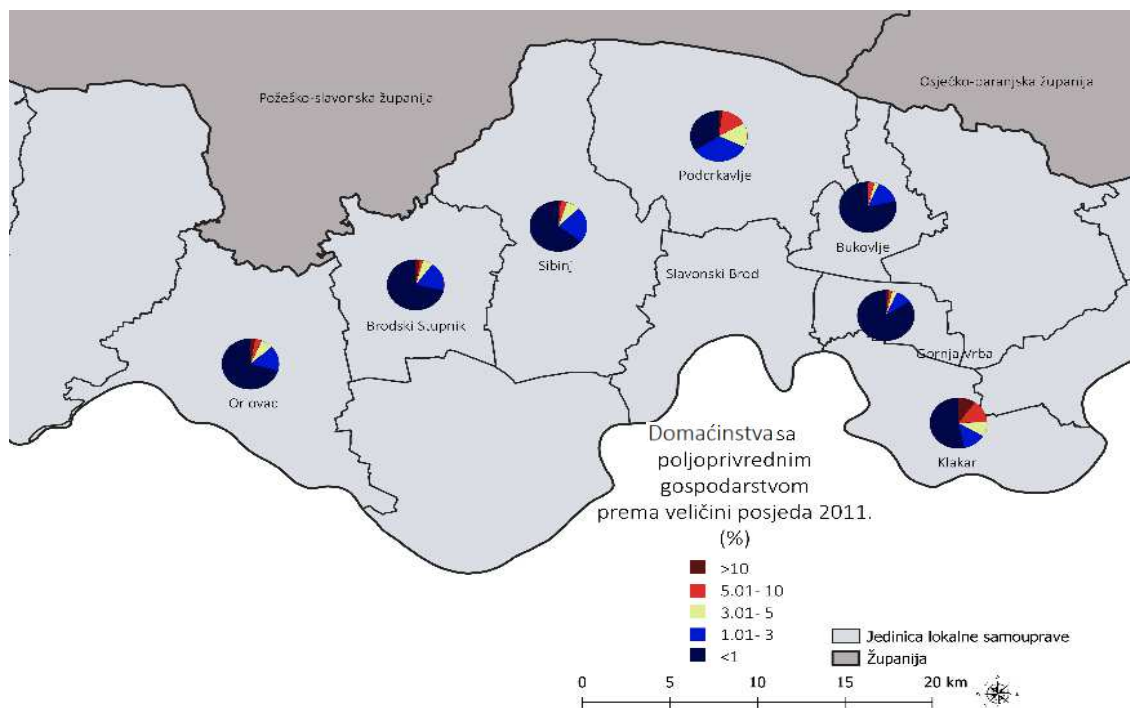 Osječko-baranjska županija
Požeško-slavonska županija
Podcrkavlje
Bukovlje
Sibinj
Slavonski Brod
Brodski Stupnik
Gornja Vrba
Oriovac
Klakar
Domaćinstva sa
poljoprivrednim
gospodarstvom
prema veličini posjeda 2011.
(%)
>10
5.01- 10
3.01- 5
1.01- 3
<1
Jedinica lokalne samouprave
Županija
0 5 10 15 20 km